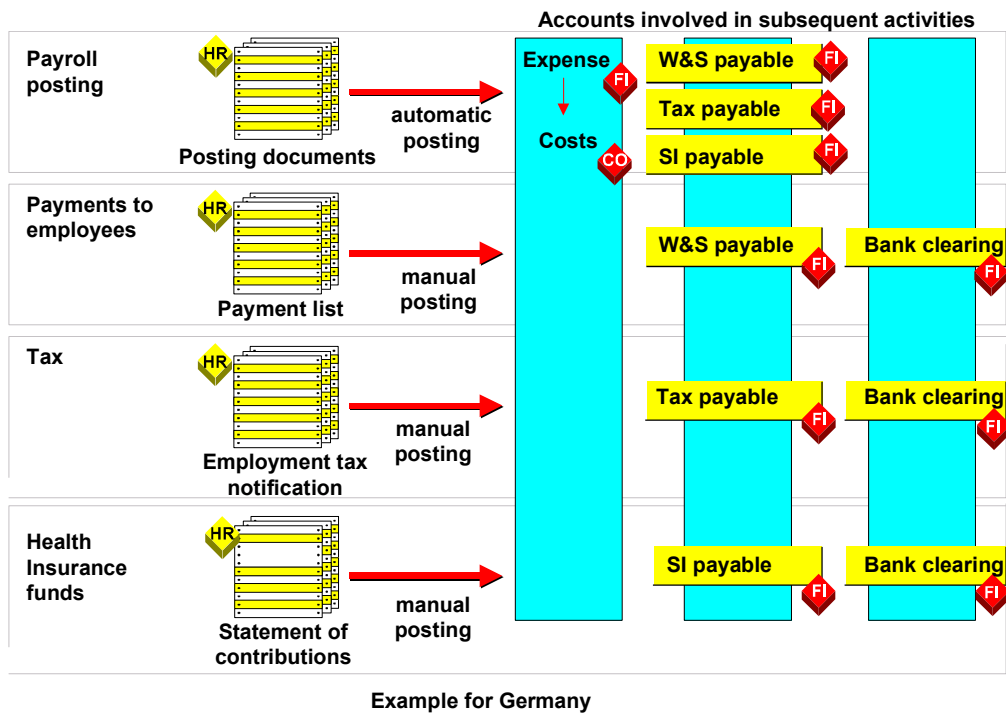 Accounts involved in subsequent activities
Payroll
posting
HR
Posting documents
automatic
posting
Expense
FI
Costs
CO
W&S payable
FI
Tax payable
FI
SI payable
FI
Payments to
employees
HR
Payment list
manual
posting
W&S payable
FI
Bank clearing
FI
Tax
HR
Employment tax
notification
manual
posting
Tax payable
FI
Bank clearing
FI
Health
Insurance
funds
HR
Statement of
contributions
manual
posting
SI payable
FI
Bank clearing
FI
Example for Germany